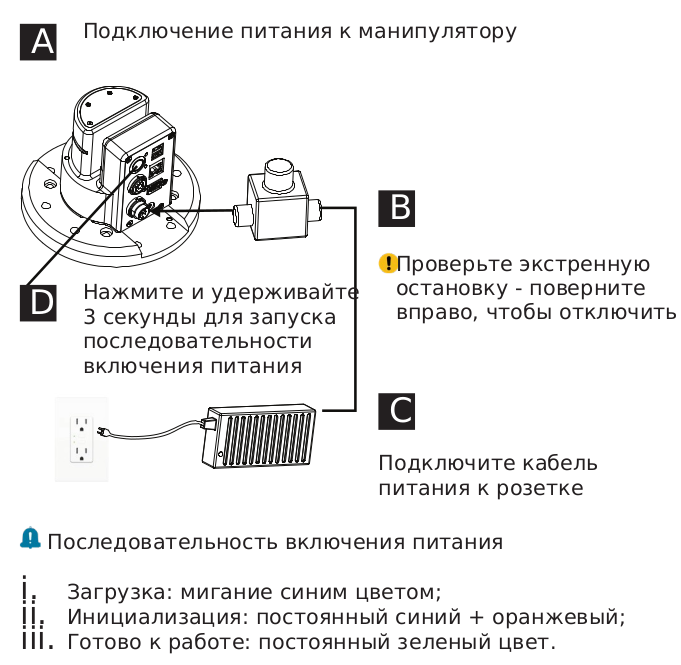 A Подключение питания к манипулятору
B
Проверьте экстренную
остановку - поверните
вправо, чтобы отключить
D Нажмите и удерживайте
3 секунды для запуска
последовательности
включения питания
C
Подключите кабель
питания к розетке
Последовательность включения питания
i. Загрузка: мигание синим цветом;
ii. Инициализация: постоянный синий + оранжевый;
iii. Готово к работе: постоянный зеленый цвет.